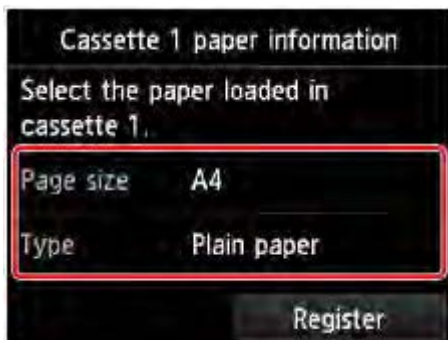 Cassette 1 paper information
Select the paper loaded in
cassette 1.
Page size A4
Type Plain paper
Register